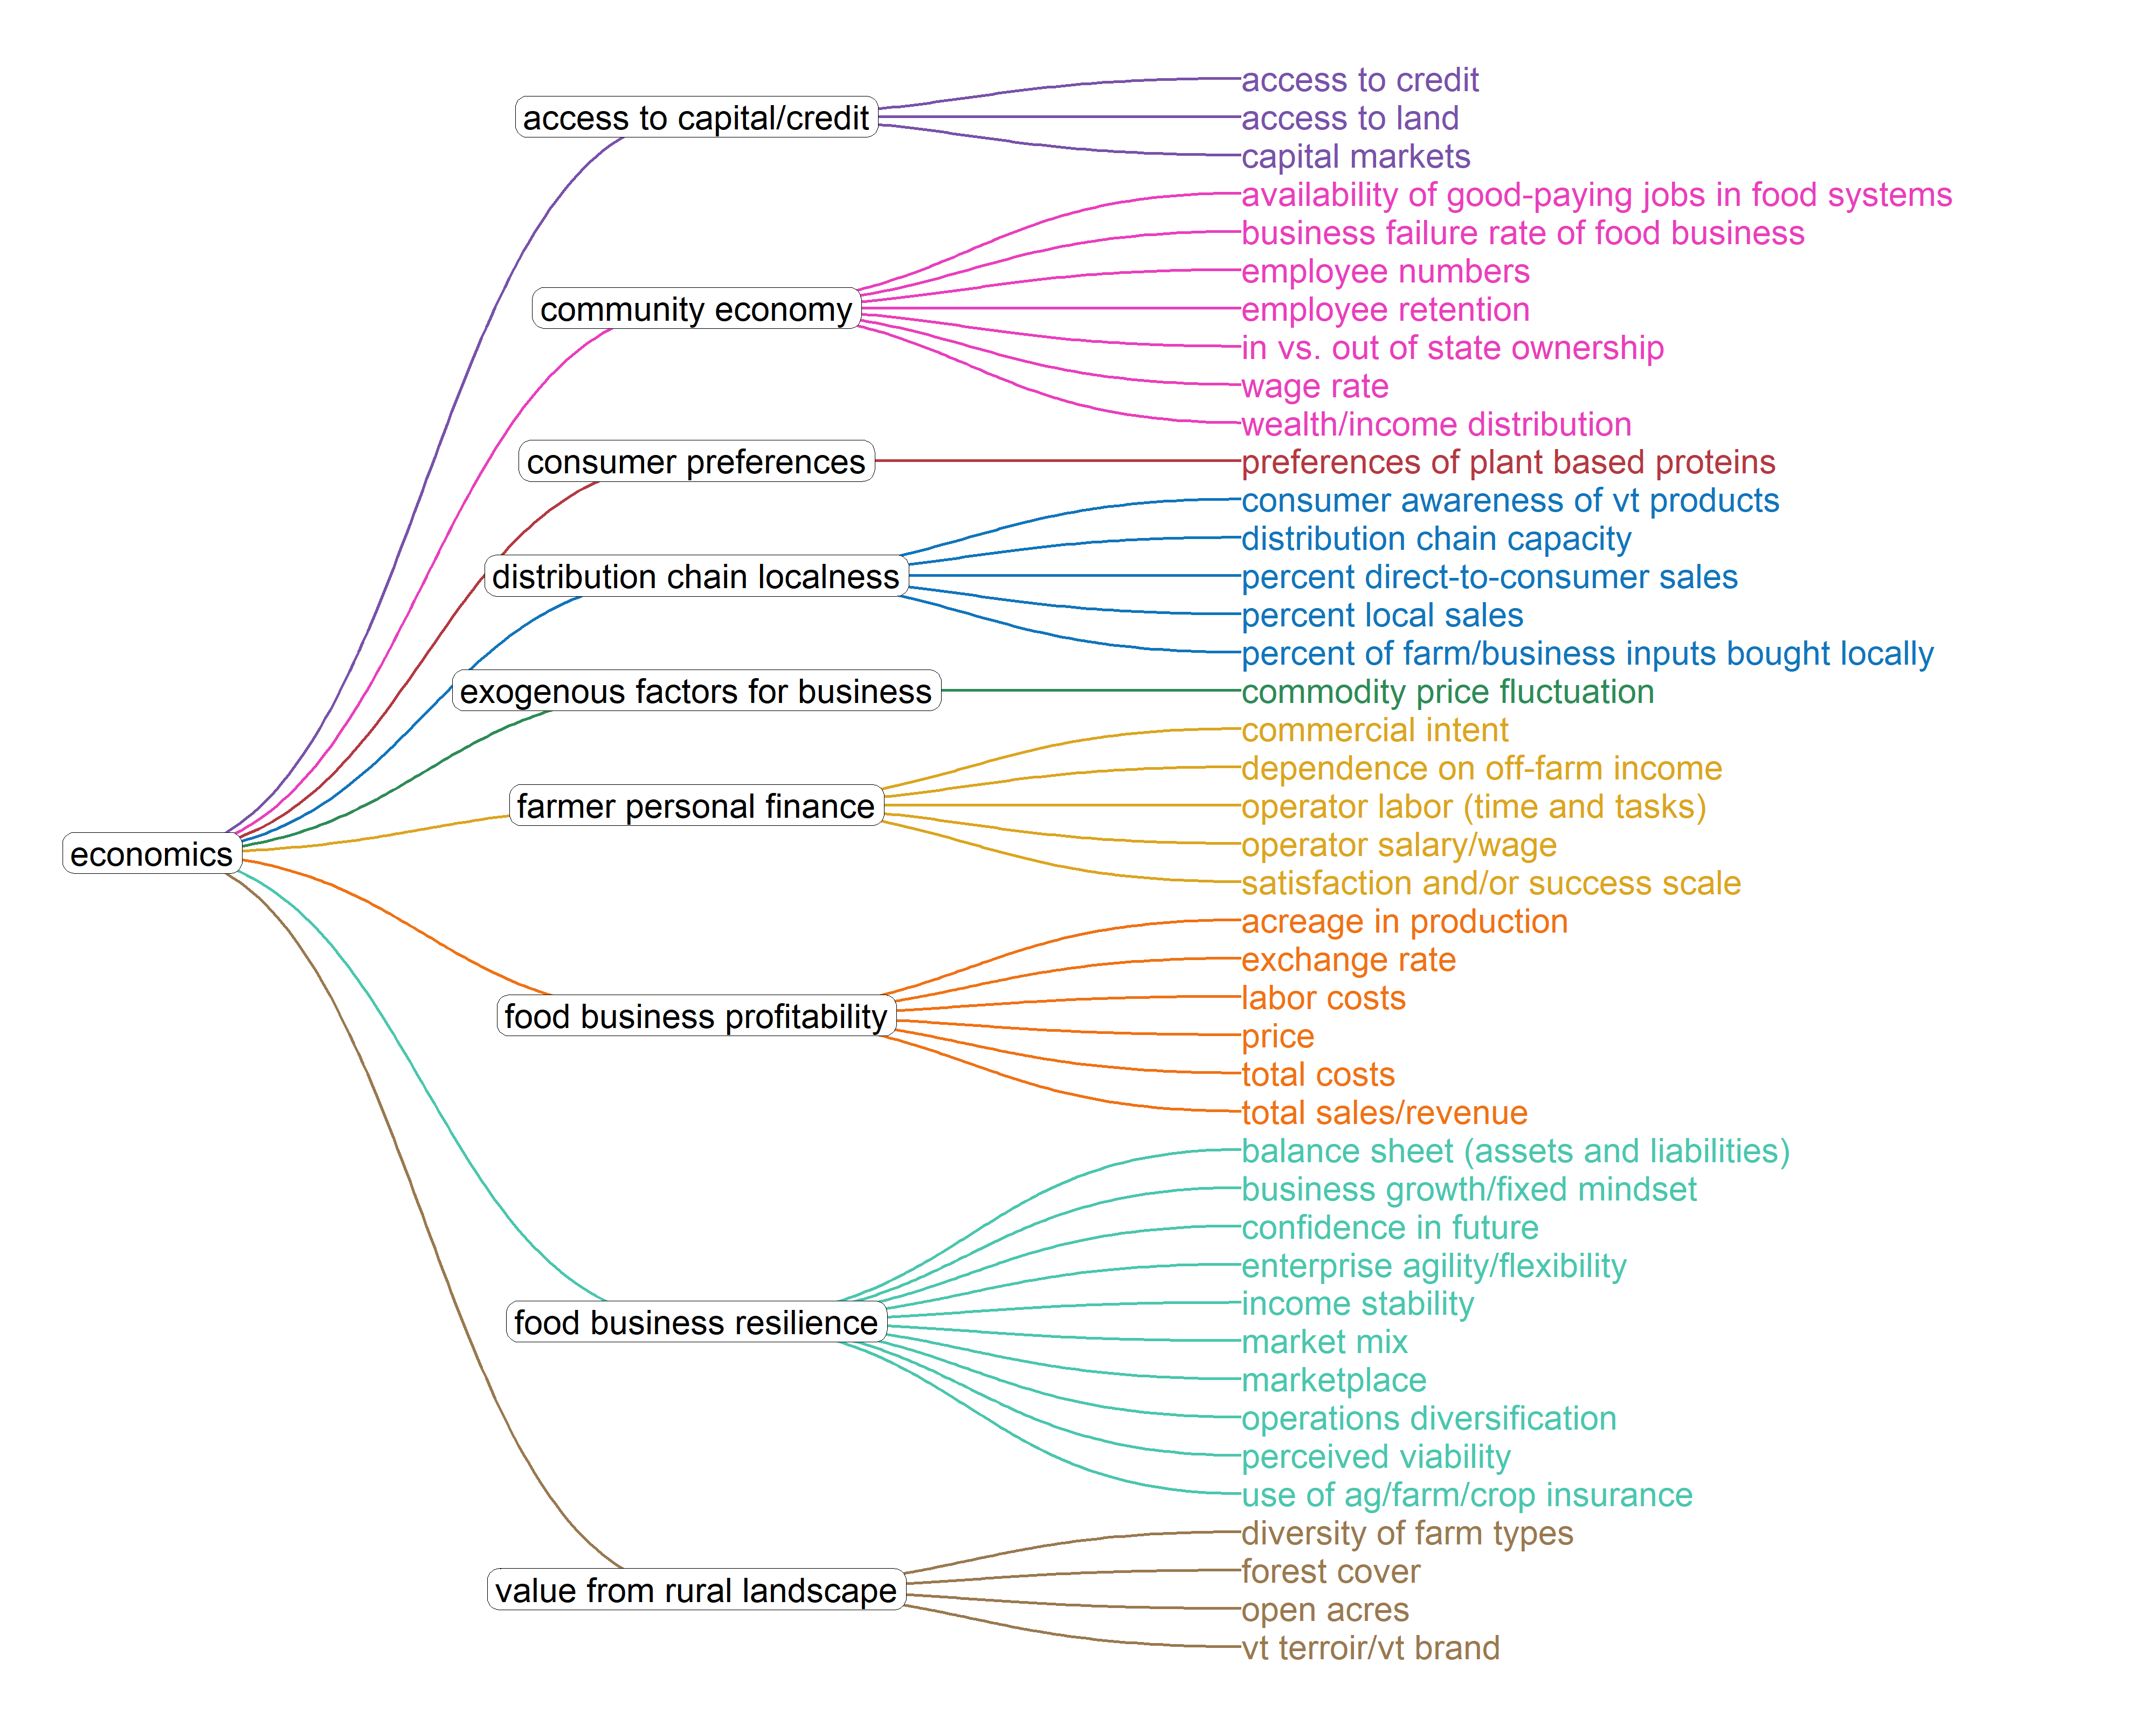 economics
access to capital/credit
access to credit
access to land
capital markets
community economy
availability of good-paying jobs in food systems
business failure rate of food business
employee numbers
employee retention
in vs. out of state ownership
wage rate
wealth/income distribution
consumer preferences
preferences of plant based proteins
distribution chain localness
consumer awareness of vt products
distribution chain capacity
percent direct-to-consumer sales
percent local sales
percent of farm/business inputs bought locally
exogenous factors for business
commodity price fluctuation
farmer personal finance
commercial intent
dependence on off-farm income
operator labor (time and tasks)
operator salary/wage
satisfaction and/or success scale
food business profitability
acreage in production
exchange rate
labor costs
price
total costs
total sales/revenue
food business resilience
balance sheet (assets and liabilities)
business growth/fixed mindset
confidence in future
enterprise agility/flexibility
income stability
market mix
marketplace
operations diversification
perceived viability
use of ag/farm/crop insurance
value from rural landscape
diversity of farm types
forest cover
open acres
vt terroir/vt brand